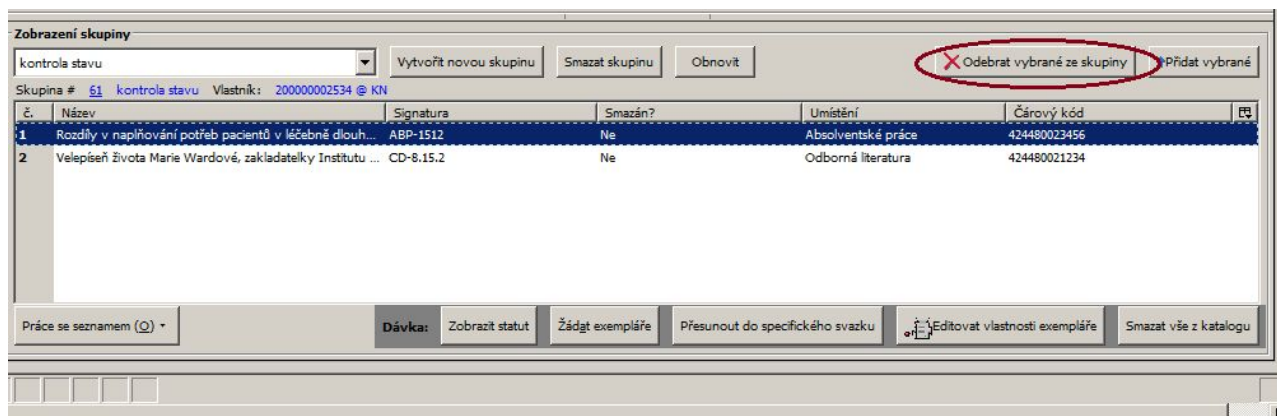 Zobrazení skupiny
kontrola stavu Vytvořit novou skupinu Smazat skupinu Obnovit Odebrat vybrané ze skupiny Přidat vybrané
Skupina # 61 kontrola stavu Vlastník: 200000002534 @ KN
č. Název Signatura Smazán? Umístění Čárový kód
1 Rozdíly v naplňování potřeb pacientů v léčebně dlouh... ABP-1512 Ne Absolventské práce 424480023456
2 Velepíseň života Marie Wardové, zakladatelky Institutu ... CD-8.15.2 Ne Odborná literatura 424480021234
Práce se seznamem (O) Dávka: Zobrazit statut Žádat exempláře Přesunout do specifického svazku Editovat vlastnosti exempláře Smazat vše z katalogu